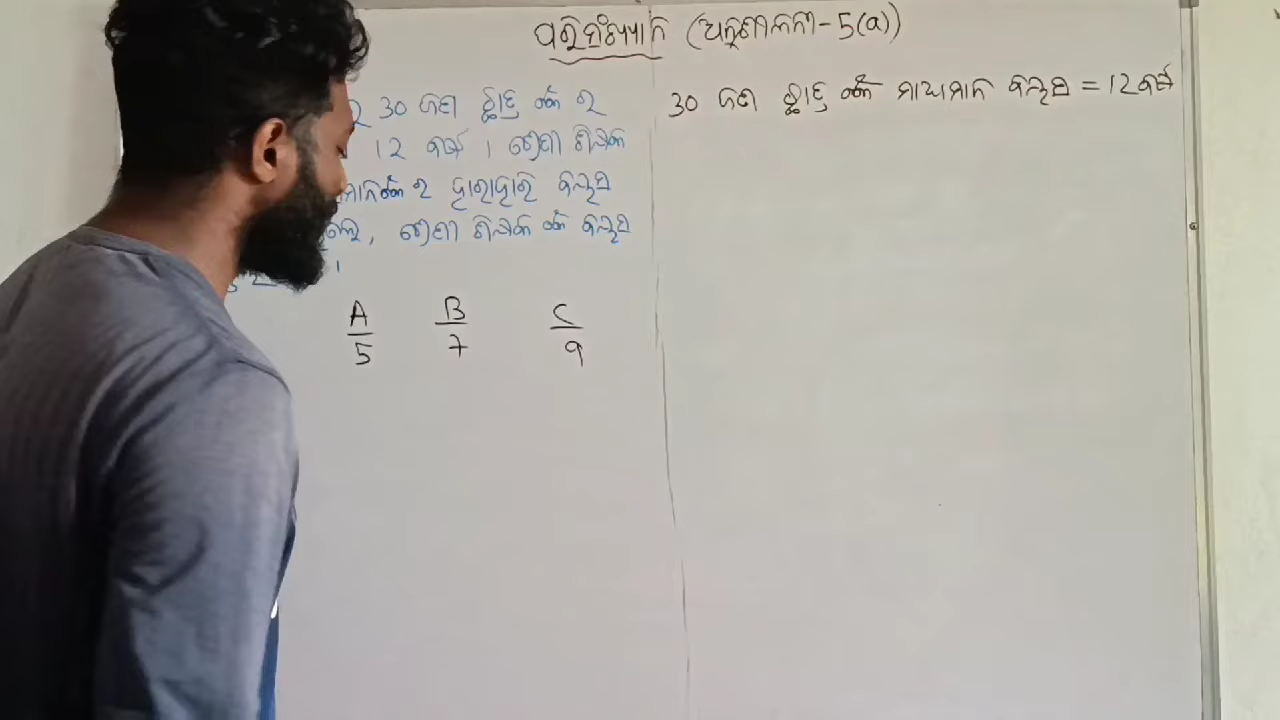 ପରିସଂଖ୍ୟାନ (ଅନୁଶୀଳନୀ-5(a))
30 ଜଣ ଛାତ୍ର ଙ୍କ ର
12 ବର୍ଷ । ଶ୍ରେଣୀ ଶିକ୍ଷକ
ମାନଙ୍କ ର ହାରାହାରି ବୟସ
, ଶ୍ରେଣୀ ଶିକ୍ଷକ ଙ୍କ ବୟସ
।
A B C
5 7 9
30 ଜଣ ଛାତ୍ର ଙ୍କ ମାଧ୍ୟମାନ ବୟସ = 12 ବର୍ଷ